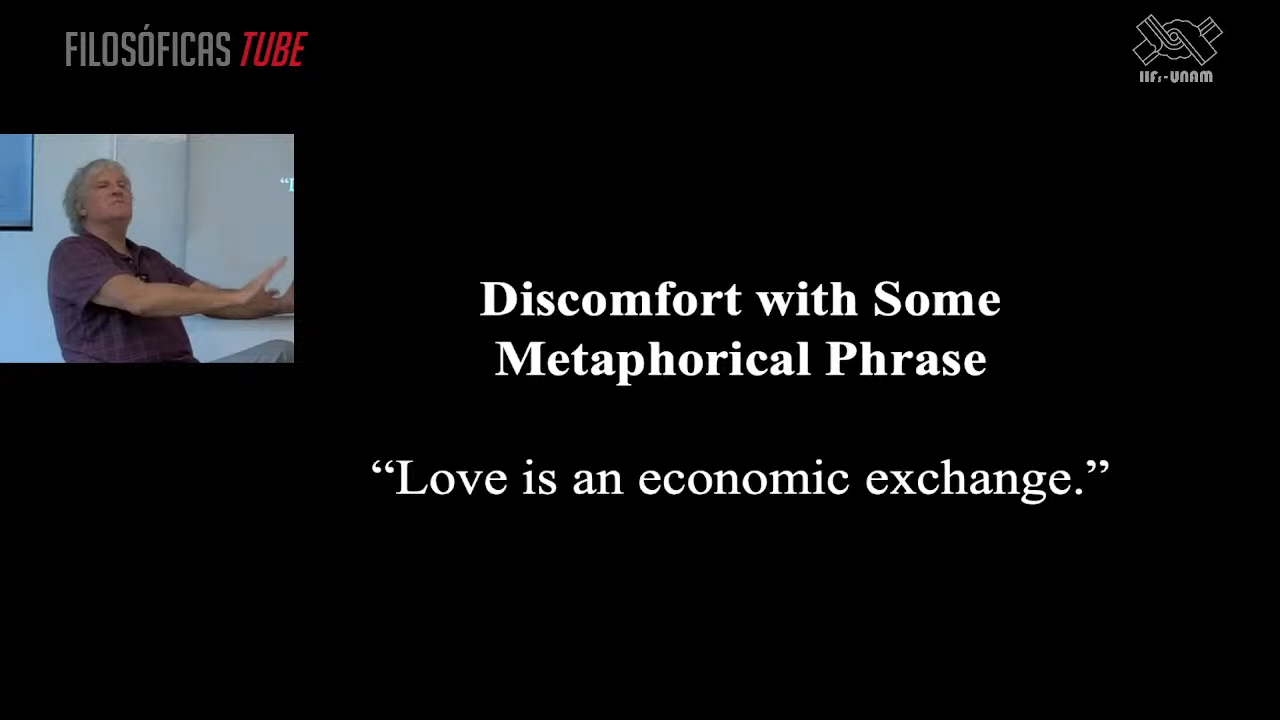 FILOSÓFICAS TUBE
IIFs-UNAM
Discomfort with Some
Metaphorical Phrase
“Love is an economic exchange.”